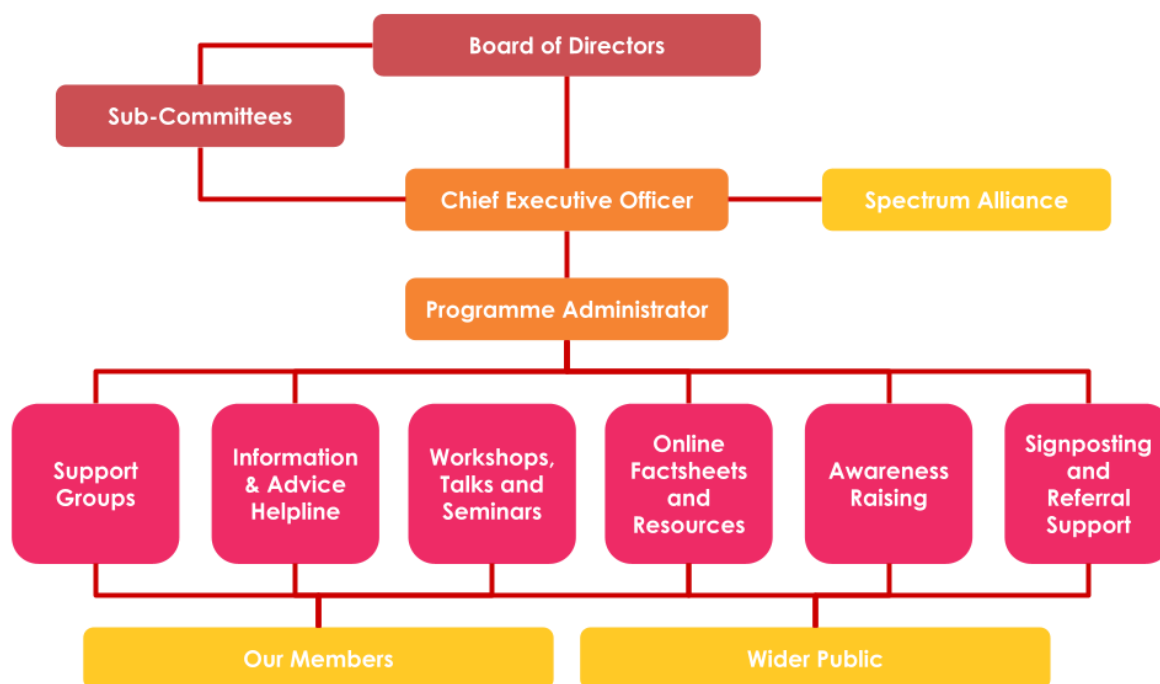 Board of Directors
Sub-Committees
Chief Executive Officer
Spectrum Alliance
Programme Administrator
Support
Groups
Information
& Advice
Helpline
Workshops,
Talks and
Seminars
Online
Factsheets
and
Resources
Awareness
Raising
Signposting
and
Referral
Support
Our Members
Wider Public